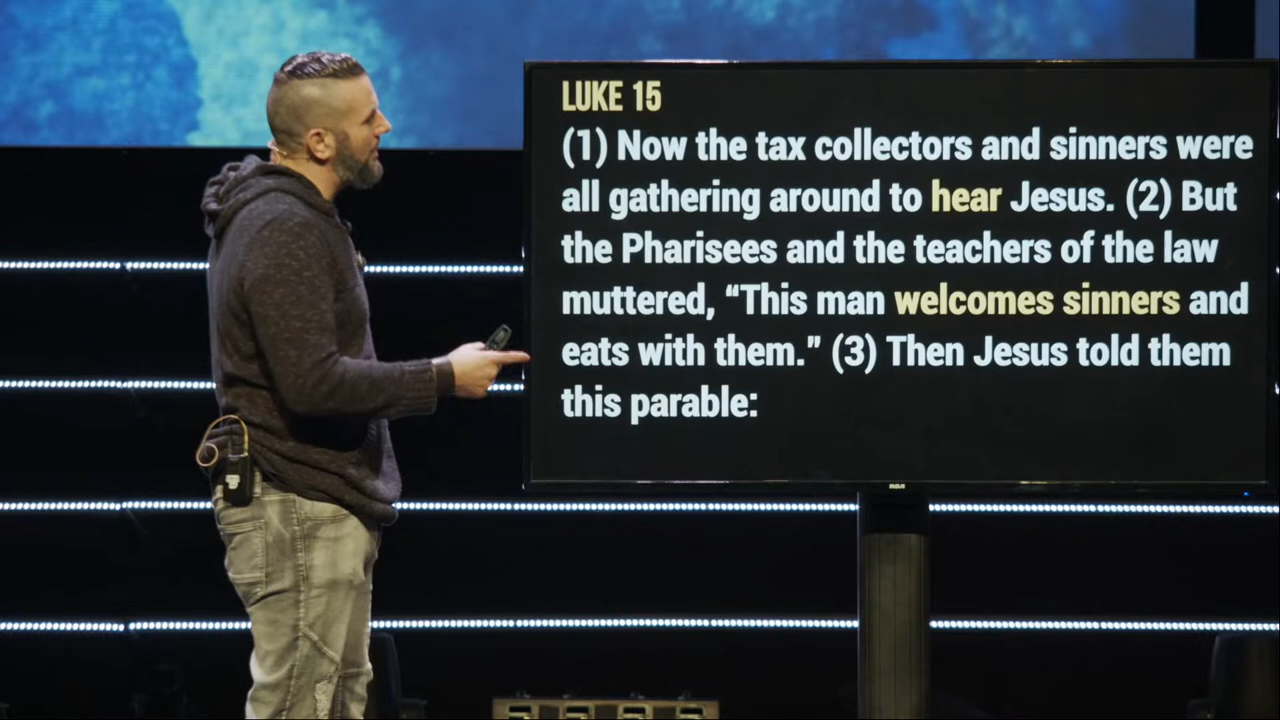 LUKE 15
(1) Now the tax collectors and sinners were
all gathering around to hear Jesus. (2) But
the Pharisees and the teachers of the law
muttered, “This man welcomes sinners and
eats with them.” (3) Then Jesus told them
this parable:
RCA